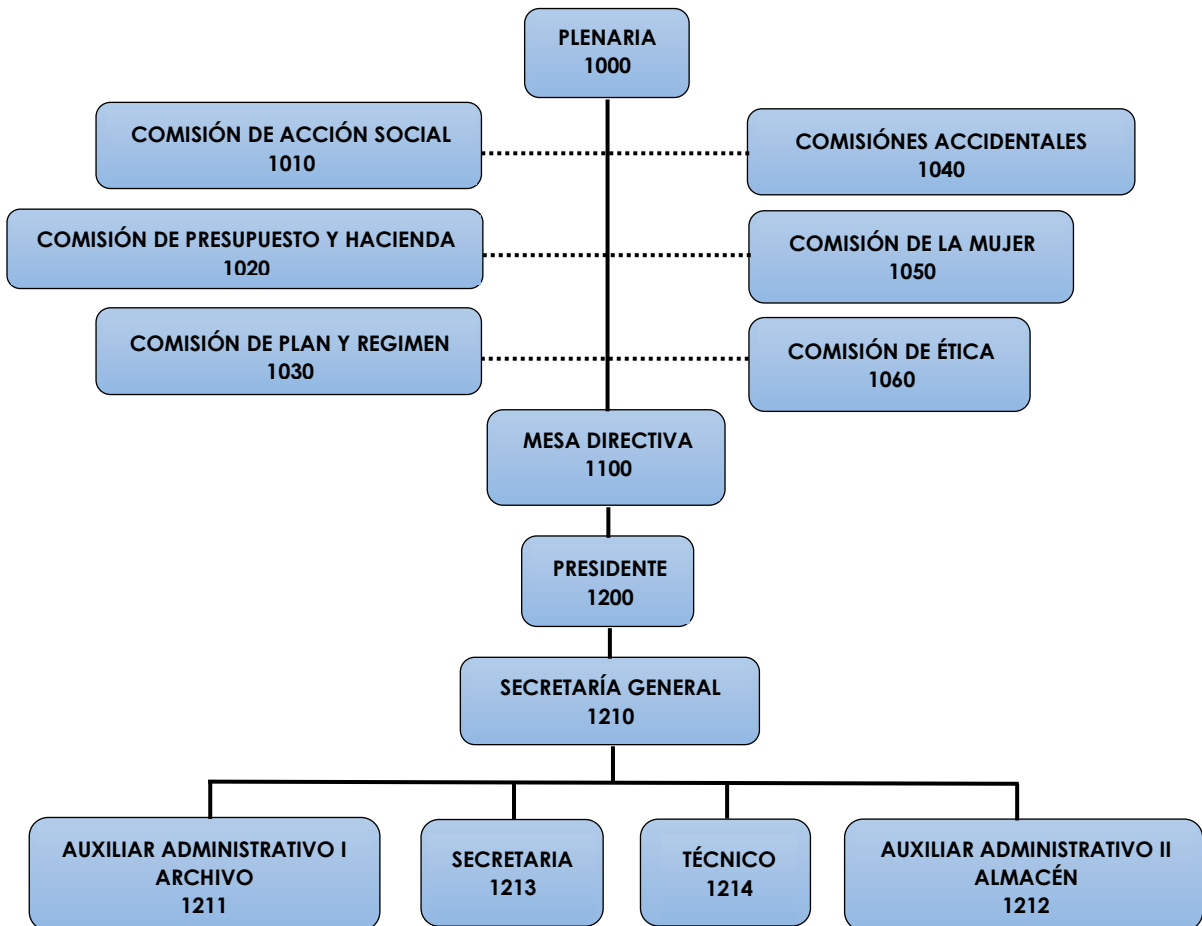 PLENARIA
1000
COMISIÓN DE ACCIÓN SOCIAL
1010
COMISIÓNES ACCIDENTALES
1040
COMISIÓN DE PRESUPUESTO Y HACIENDA
1020
COMISIÓN DE LA MUJER
1050
COMISIÓN DE PLAN Y REGIMEN
1030
COMISIÓN DE ÉTICA
1060
MESA DIRECTIVA
1100
PRESIDENTE
1200
SECRETARÍA GENERAL
1210
AUXILIAR ADMINISTRATIVO I
ARCHIVO
1211
SECRETARIA
1213
TÉCNICO
1214
AUXILIAR ADMINISTRATIVO II
ALMACÉN
1212